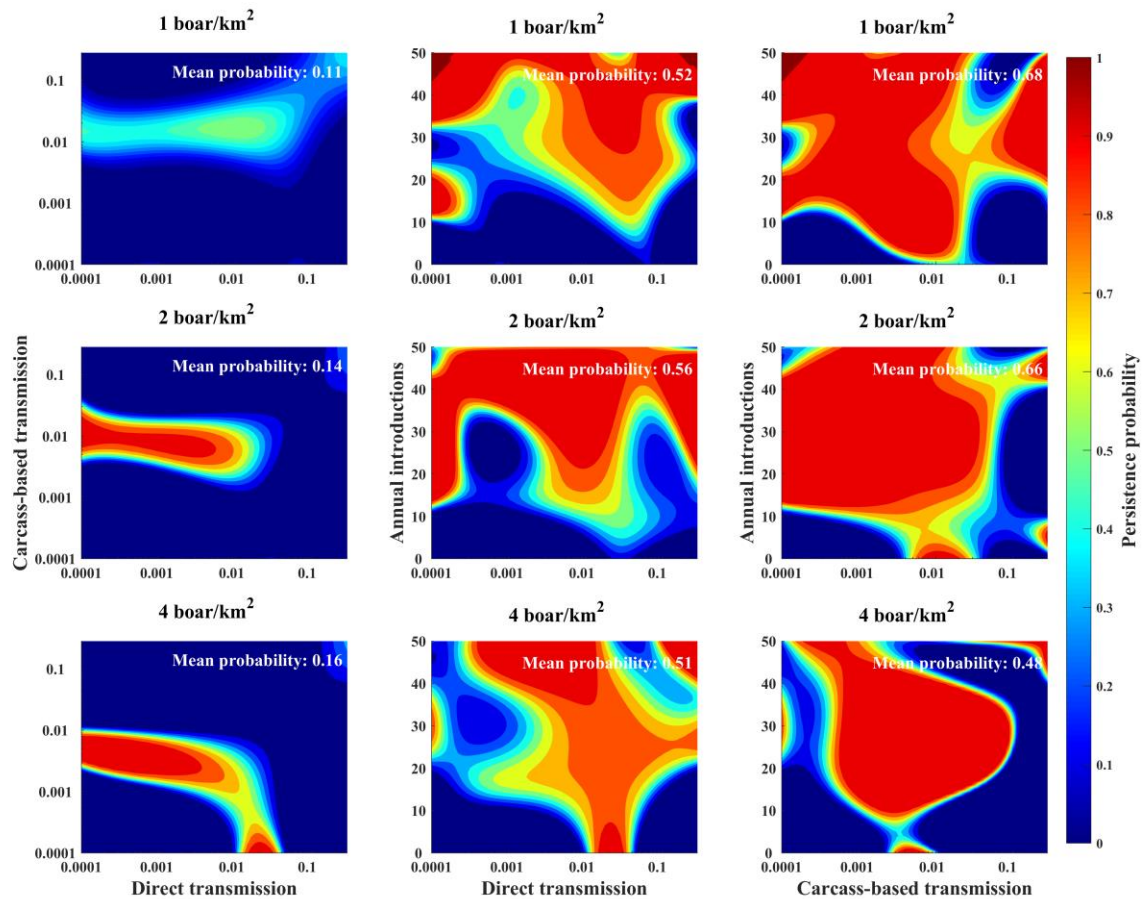 1 boar/km²
1 boar/km²
1 boar/km²
Mean probability: 0.11
Mean probability: 0.52
Mean probability: 0.68
0.1
0.01
0.001
0.0001
0.0001 0.001 0.01 0.1
50
40
30
20
10
0
0.0001 0.001 0.01 0.1
50
40
30
20
10
0
0.0001 0.001 0.01 0.1
2 boar/km²
2 boar/km²
2 boar/km²
Mean probability: 0.14
Mean probability: 0.56
Mean probability: 0.66
Carcass-based transmission
0.1
0.01
0.001
0.0001
0.0001 0.001 0.01 0.1
Annual introductions
50
40
30
20
10
0
0.0001 0.001 0.01 0.1
Annual introductions
50
40
30
20
10
0
0.0001 0.001 0.01 0.1
4 boar/km²
4 boar/km²
4 boar/km²
Mean probability: 0.16
Mean probability: 0.51
Mean probability: 0.48
0.1
0.01
0.001
0.0001
0.0001 0.001 0.01 0.1
Direct transmission
50
40
30
20
10
0
0.0001 0.001 0.01 0.1
Direct transmission
50
40
30
20
10
0
0.0001 0.001 0.01 0.1
Carcass-based transmission
1
0.9
0.8
0.7
0.6
0.5
0.4
0.3
0.2
0.1
0
Persistence probability